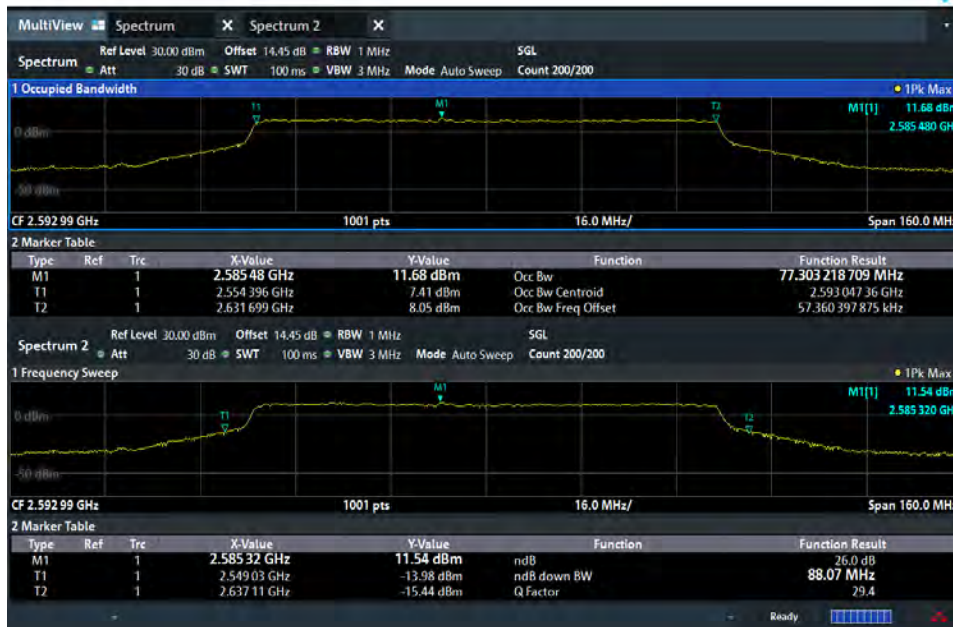 MultiView Spectrum X Spectrum 2 X
Ref Level 30.00 dBm Offset 14.45 dB RBW 1 MHz SGL
Spectrum Att 30 dB SWT 100 ms VBW 3 MHz Mode Auto Sweep Count 200/200
1 Occupied Bandwidth 1Pk Max
T1 M1 T2 M1[1] 11.68 dBm
0 dBm 2.585 480 GH
-50 dBm
CF 2.592 99 GHz 1001 pts 16.0 MHz/ Span 160.0 MH
2 Marker Table
Type Ref Trc X-Value Y-Value Function Function Result
M1 1 2.585 48 GHz 11.68 dBm Occ Bw 77.303 218 709 MHz
T1 1 2.554 396 GHz 7.41 dBm Occ Bw Centroid 2.593 047 36 GHz
T2 1 2.631 699 GHz 8.05 dBm Occ Bw Freq Offset 57.360 397 875 kHz
Ref Level 30.00 dBm Offset 14.45 dB RBW 1 MHz SGL
Spectrum 2 Att 30 dB SWT 100 ms VBW 3 MHz Mode Auto Sweep Count 200/200
1 Frequency Sweep 1Pk Max
M1 M1[1] 11.54 dBm
0 dBm T1 T2 2.585 320 GH
-50 dBm
CF 2.592 99 GHz 1001 pts 16.0 MHz/ Span 160.0 MH
2 Marker Table
Type Ref Trc X-Value Y-Value Function Function Result
M1 1 2.585 32 GHz 11.54 dBm ndB 26.0 dB
T1 1 2.549 03 GHz -13.98 dBm ndB down BW 88.07 MHz
T2 1 2.637 11 GHz -15.44 dBm Q Factor 29.4
Ready